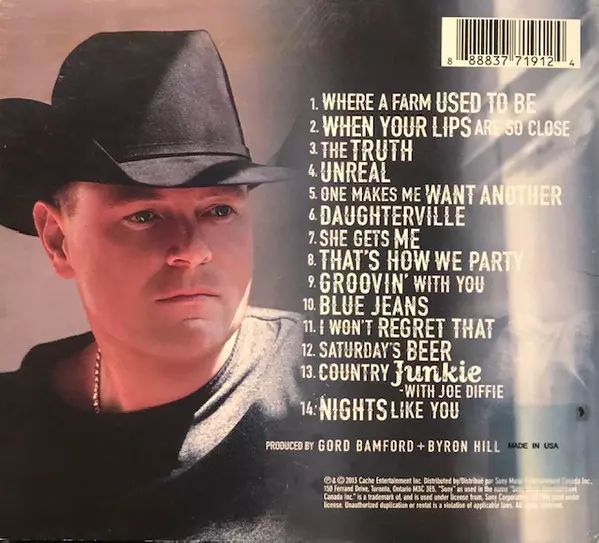 8 88837 71912 4
1. WHERE A FARM USED TO BE
2. WHEN YOUR LIPS ARE SO CLOSE
3. THE TRUTH
4. UNREAL
5. ONE MAKES ME WANT ANOTHER
6. DAUGHTERVILLE
7. SHE GETS ME
8. THAT'S HOW WE PARTY
9. GROOVIN' WITH YOU
10. BLUE JEANS
11. I WON'T REGRET THAT
12. SATURDAY'S BEER
13. COUNTRY Junkie
-WITH JOE DIFFIE
14. NIGHTS LIKE YOU
PRODUCED BY GORD BAMFORD + BYRON HILL MADE IN USA
℗ & © 2013 Cache Entertainment Inc. Distributed by/Distribué par Sony Music Entertainment Canada Inc.,
150 Ferrand Drive, Toronto, Ontario M3C 3E5. "Sony" as used in the name "Sony Music Entertainment
Canada Inc." is a trademark of, and is used under license from, Sony Corporation. used under
license. Unauthorized duplication or rental is a violation of applicable laws. All rights